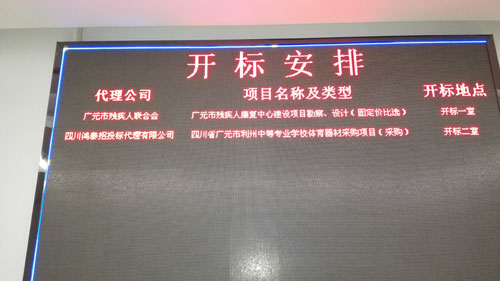 开标安排
代理公司 项目名称及类型 开标地点
广元市残疾人联合会 广元市残疾人康复中心建设项目勘察、设计（固定价比选） 开标一室
四川鸿泰招投标代理有限公司 四川省广元市利州中等专业学校体育器材采购项目（采购） 开标二室